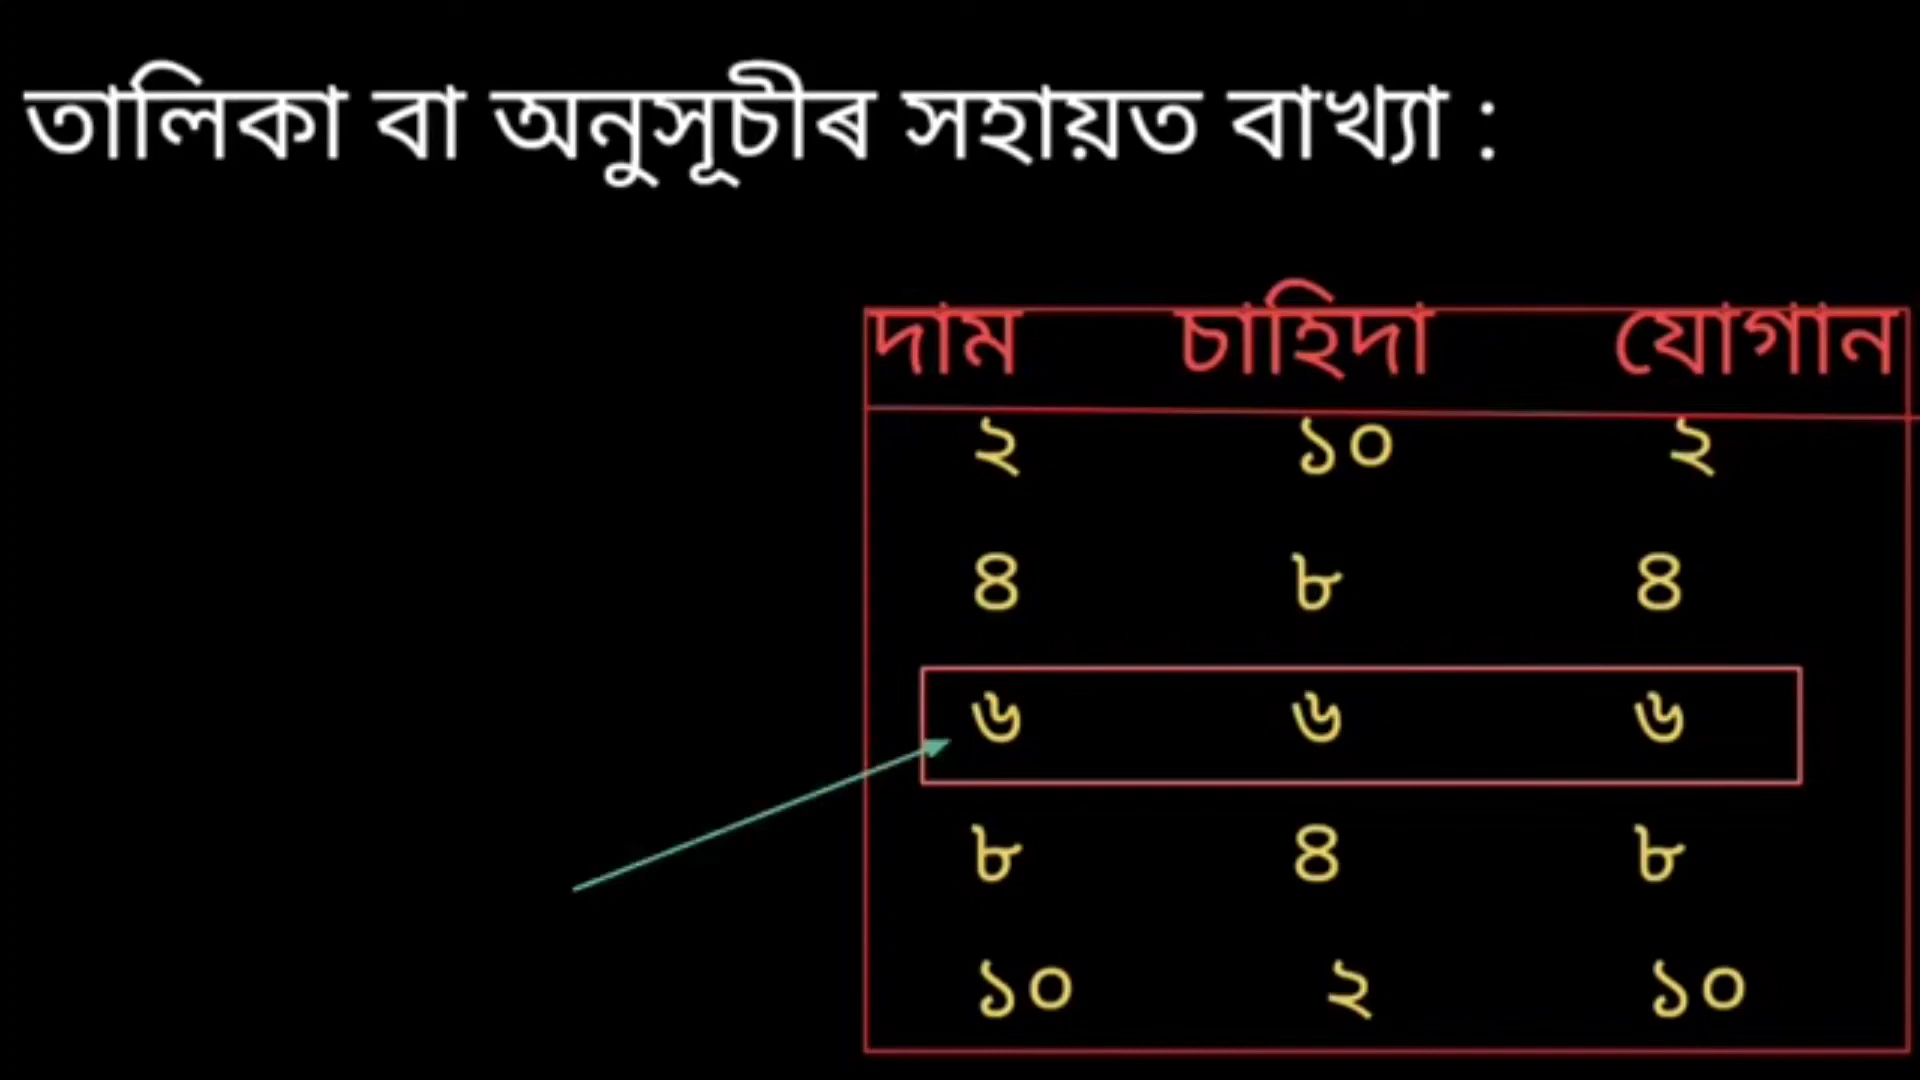 তালিকা বা অনুসূচীৰ সহায়ত বাখ্যা :
দাম চাহিদা যোগান
২ ১০ ২
৪ ৮ ৪
৬ ৬ ৬
৮ ৪ ৮
১০ ২ ১০